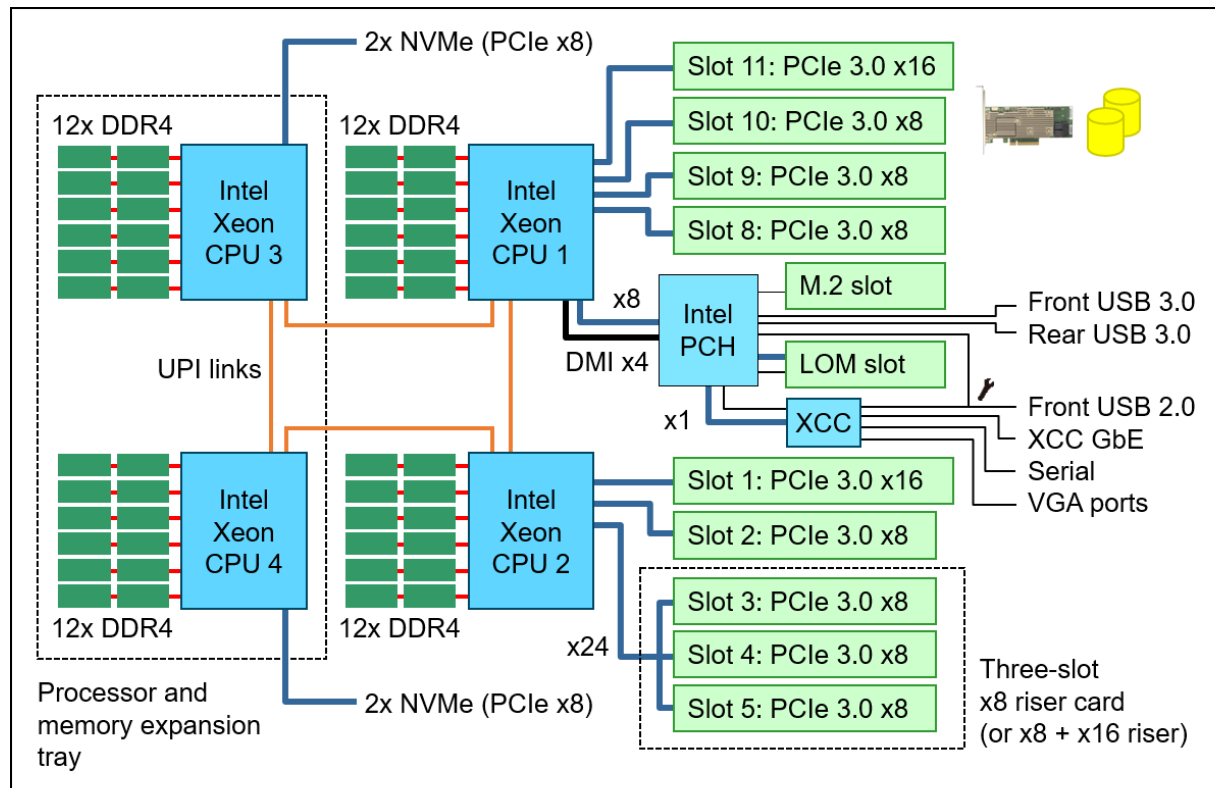 2x NVMe (PCIe x8)
12x DDR4
Intel
Xeon
CPU 3
12x DDR4
Intel
Xeon
CPU 1
Slot 11: PCIe 3.0 x16
Slot 10: PCIe 3.0 x8
Slot 9: PCIe 3.0 x8
Slot 8: PCIe 3.0 x8
x8
DMI x4
Intel
PCH
M.2 slot
LOM slot
x1
XCC
Front USB 3.0
Rear USB 3.0
Front USB 2.0
XCC GbE
Serial
VGA ports
UPI links
Intel
Xeon
CPU 4
12x DDR4
Intel
Xeon
CPU 2
12x DDR4
Slot 1: PCIe 3.0 x16
Slot 2: PCIe 3.0 x8
x24
Slot 3: PCIe 3.0 x8
Slot 4: PCIe 3.0 x8
Slot 5: PCIe 3.0 x8
Three-slot
x8 riser card
(or x8 + x16 riser)
Processor and
memory expansion
tray
2x NVMe (PCIe x8)